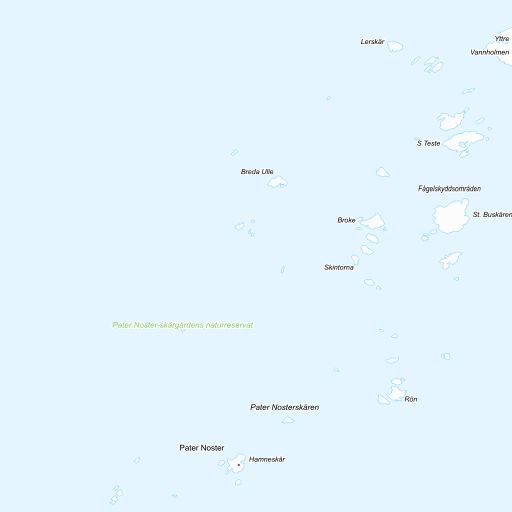 Lerskär
Yttre
Vannholmen
S Teste
Breda Ulle
Fågelskyddsområden
St. Buskären
Broke
Skintorna
Pater Noster-skärgårdens naturreservat
Rön
Pater Nosterskären
Pater Noster
Hamneskär